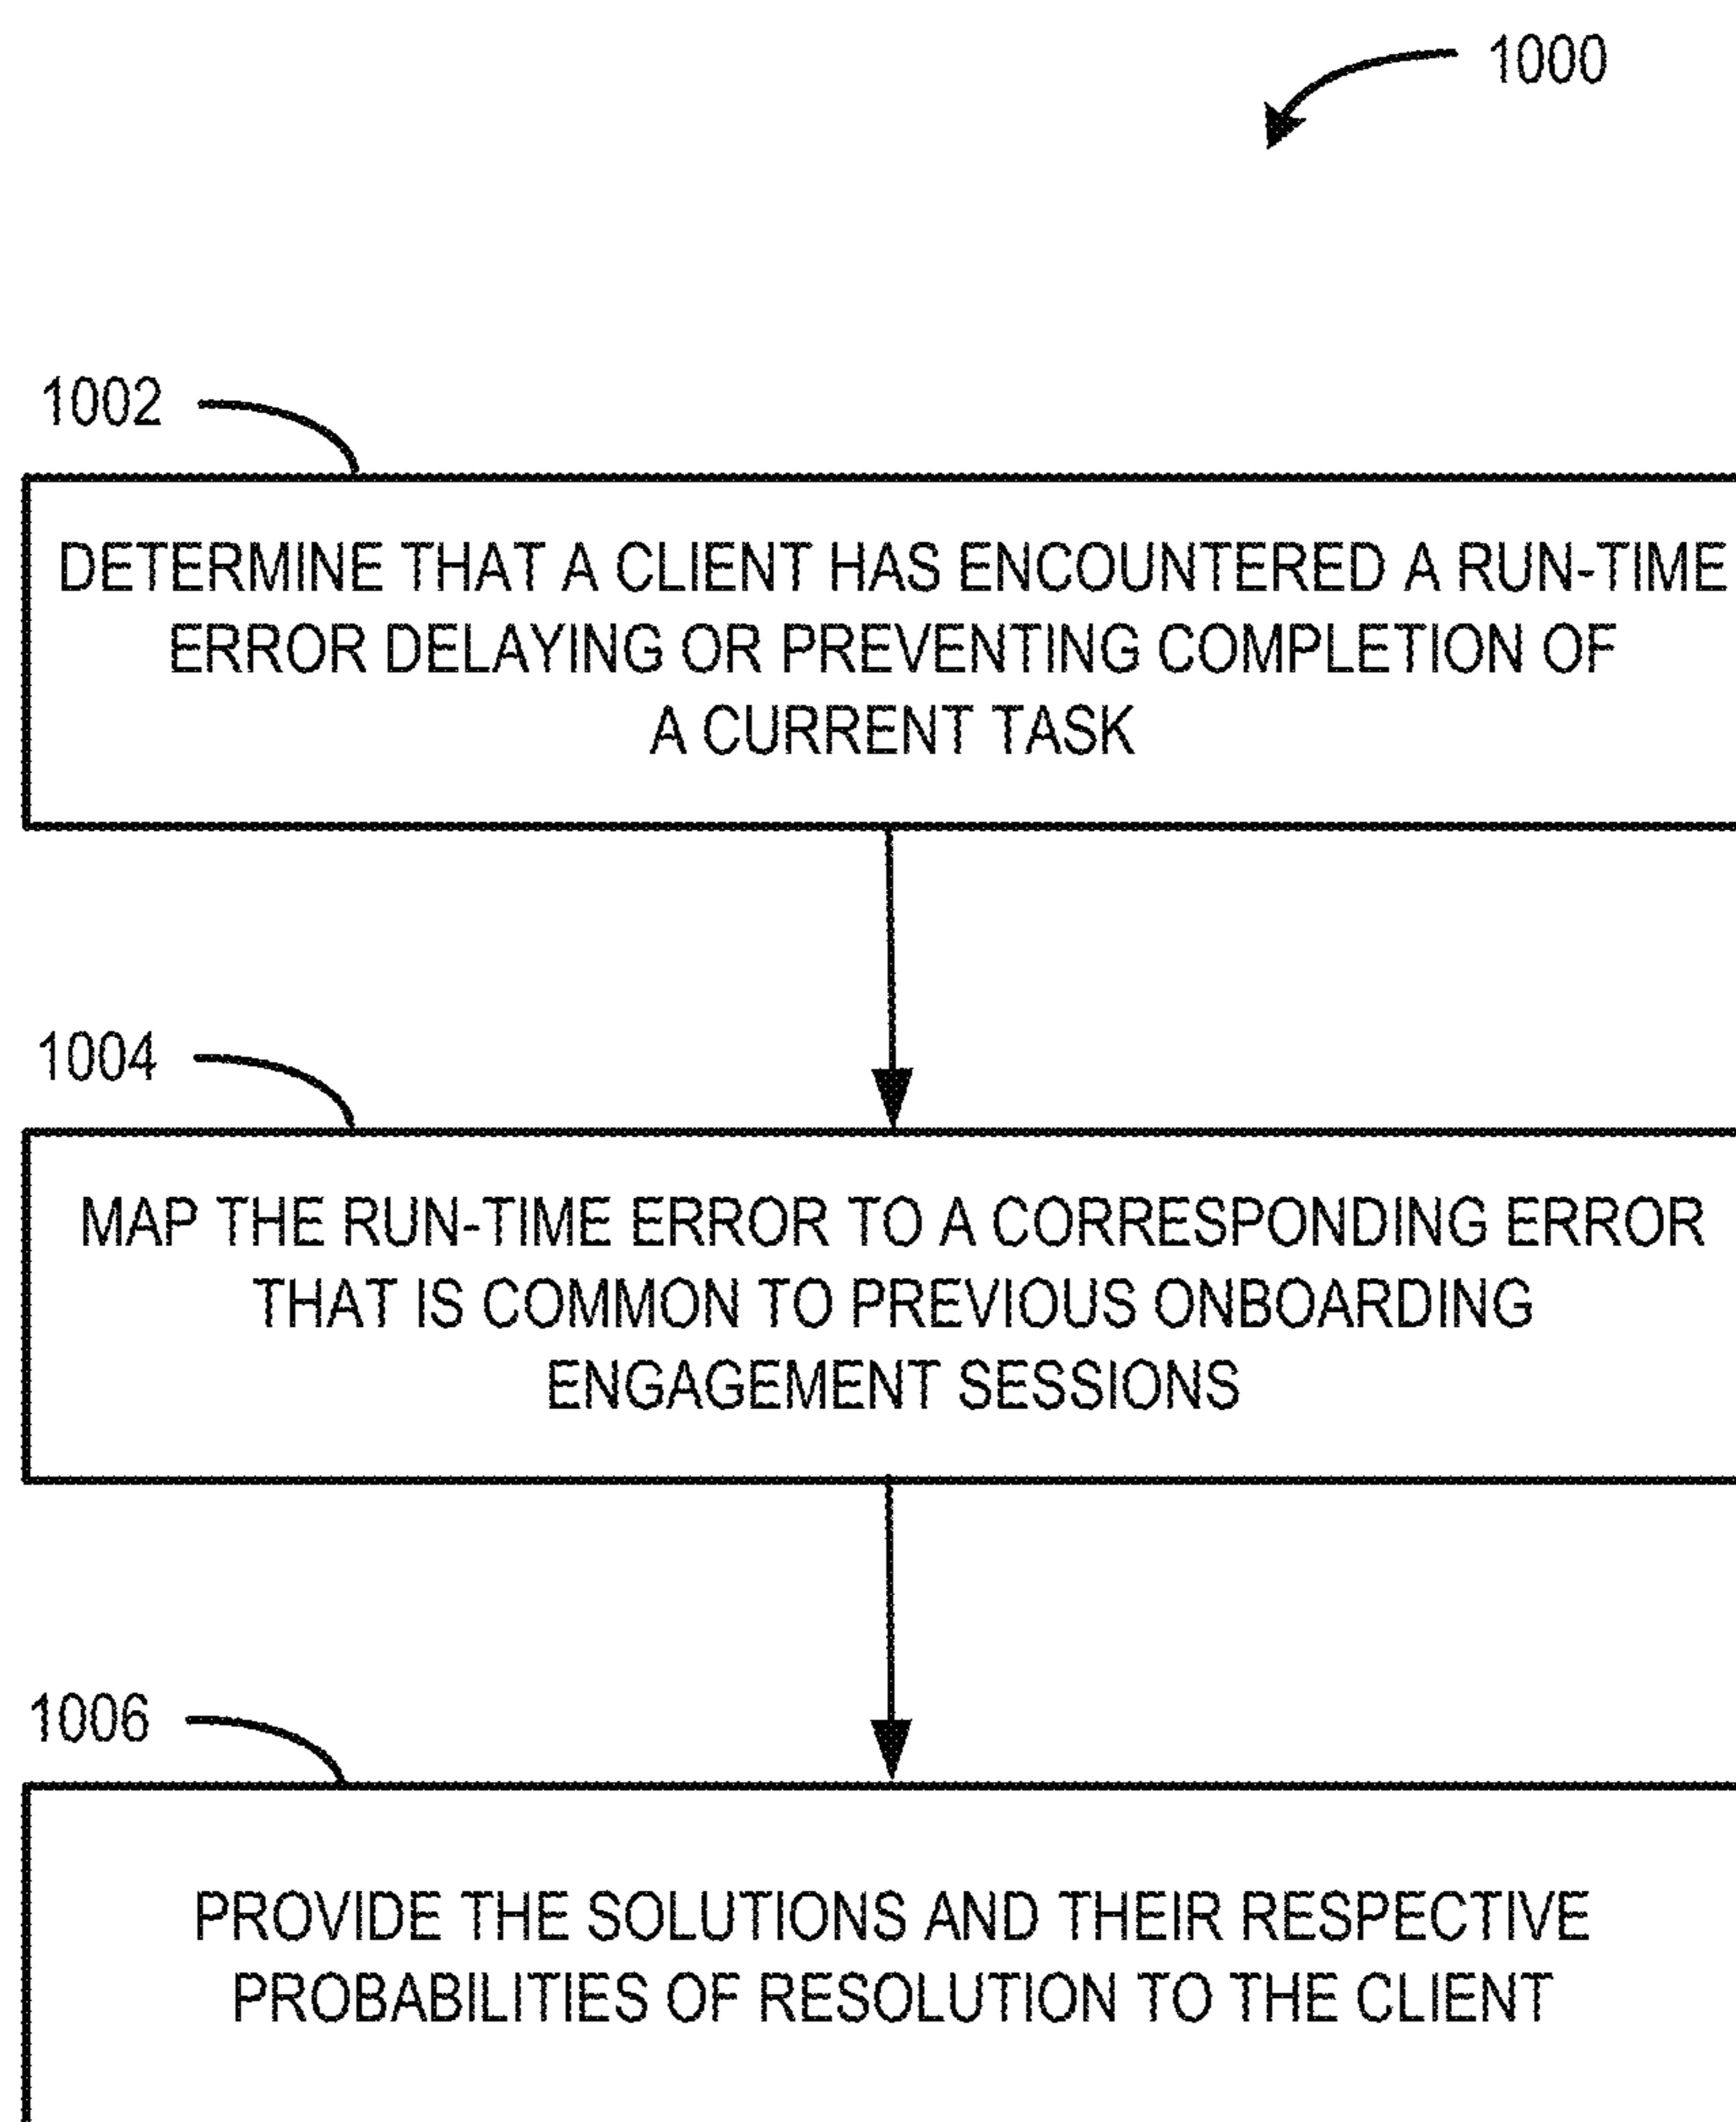 1000
1002
DETERMINE THAT A CLIENT HAS ENCOUNTERED A RUN-TIME
ERROR DELAYING OR PREVENTING COMPLETION OF
A CURRENT TASK
1004
MAP THE RUN-TIME ERROR TO A CORRESPONDING ERROR
THAT IS COMMON TO PREVIOUS ONBOARDING
ENGAGEMENT SESSIONS
1006
PROVIDE THE SOLUTIONS AND THEIR RESPECTIVE
PROBABILITIES OF RESOLUTION TO THE CLIENT